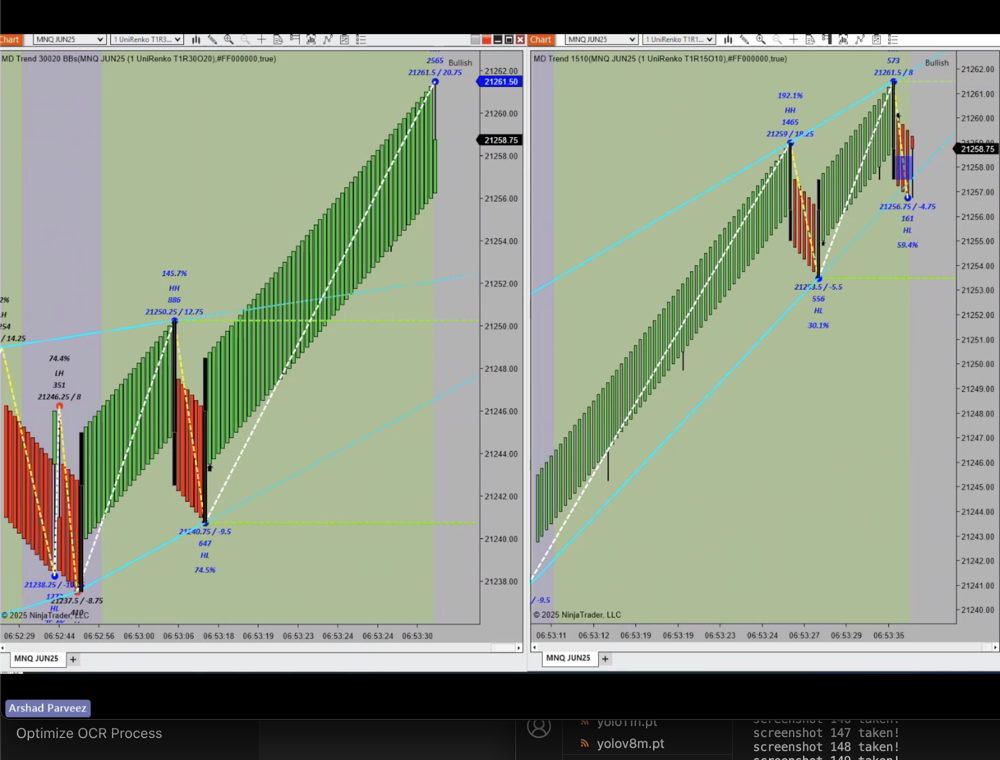 Chart MNQ JUN25 1 UniRenko T1R3...
MD Trend 30020 BBs(MNQ JUN25 (1 UniRenko T1R30O20),#FF000000,true)
Bullish
2565
21261.5 / 20.75
145.7%
HH
886
21250.25 / 12.75
2%
LH
254
/ 14.25
74.4%
LH
351
21246.25 / 8
21240.75 / -9.5
647
HL
74.5%
21238.25 /
HL
21237.5 / -8.75
410
© 2025 NinjaTrader, LLC
21262.00
21261.50
21260.00
21258.75
21258.00
21256.00
21254.00
21252.00
21250.00
21248.00
21246.00
21244.00
21242.00
21240.00
21238.00
06:52:29 06:52:44 06:52:56 06:53:00 06:53:06 06:53:18 06:53:19 06:53:24 06:53:24 06:53:30
MNQ JUN25 +
Chart MNQ JUN25 1 UniRenko T1R1...
MD Trend 1510(MNQ JUN25 (1 UniRenko T1R15O10),#FF000000,true)
Bullish
573
21261.5 / 8
192.1%
HH
1465
21259 / 18.25
21256.75 / -4.75
161
HL
59.4%
21253.5 / -5.5
556
HL
30.1%
/ -9.5
© 2025 NinjaTrader, LLC
21262.00
21261.00
21260.00
21259.00
21258.75
21257.00
21256.00
21255.00
21254.00
21253.00
21252.00
21251.00
21250.00
21249.00
21248.00
21247.00
21246.00
21245.00
21244.00
21243.00
21242.00
21241.00
21240.00
06:53:11 06:53:12 06:53:19 06:53:19 06:53:23 06:53:24 06:53:27 06:53:29 06:53:35
MNQ JUN25 +
Arshad Parveez
Optimize OCR Process
yolo11n.pt
yolov8m.pt
screenshot 146 taken!
screenshot 147 taken!
screenshot 148 taken!
screenshot 149 taken!